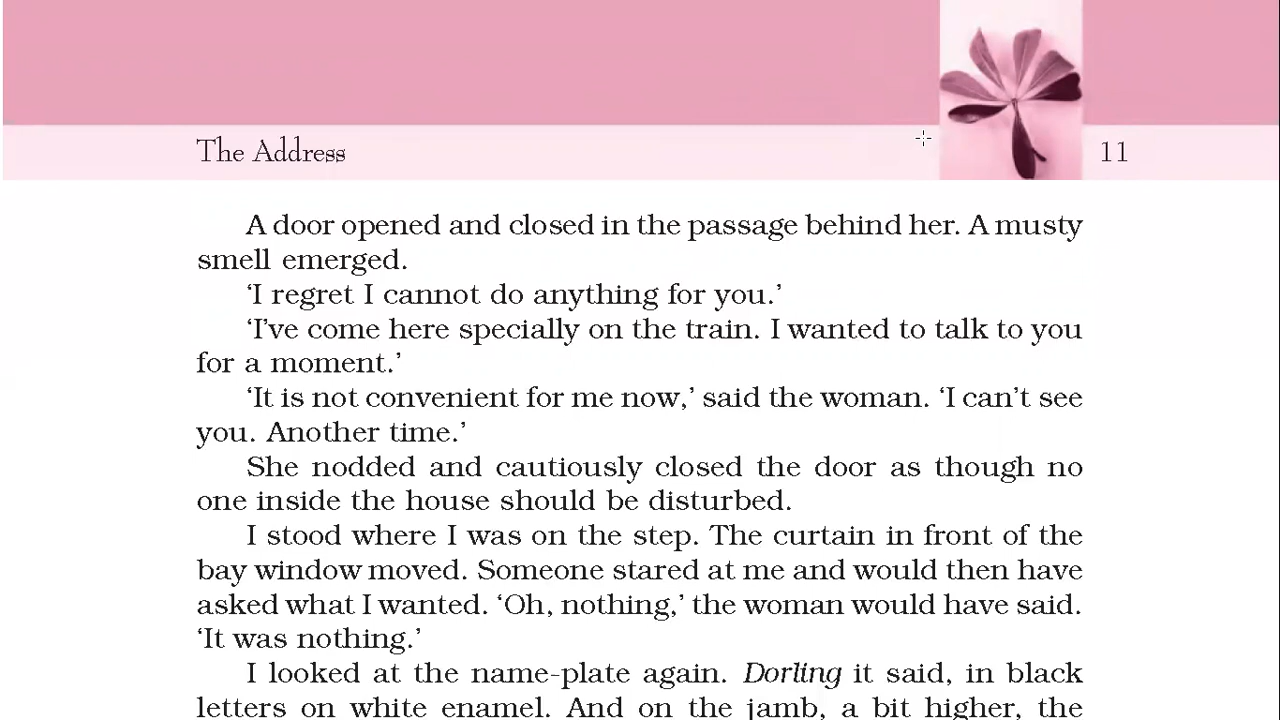 The Address
11
A door opened and closed in the passage behind her. A musty
smell emerged.
‘I regret I cannot do anything for you.’
‘I’ve come here specially on the train. I wanted to talk to you
for a moment.’
‘It is not convenient for me now,’ said the woman. ‘I can’t see
you. Another time.’
She nodded and cautiously closed the door as though no
one inside the house should be disturbed.
I stood where I was on the step. The curtain in front of the
bay window moved. Someone stared at me and would then have
asked what I wanted. ‘Oh, nothing,’ the woman would have said.
‘It was nothing.’
I looked at the name-plate again. Dorling it said, in black
letters on white enamel. And on the jamb, a bit higher, the